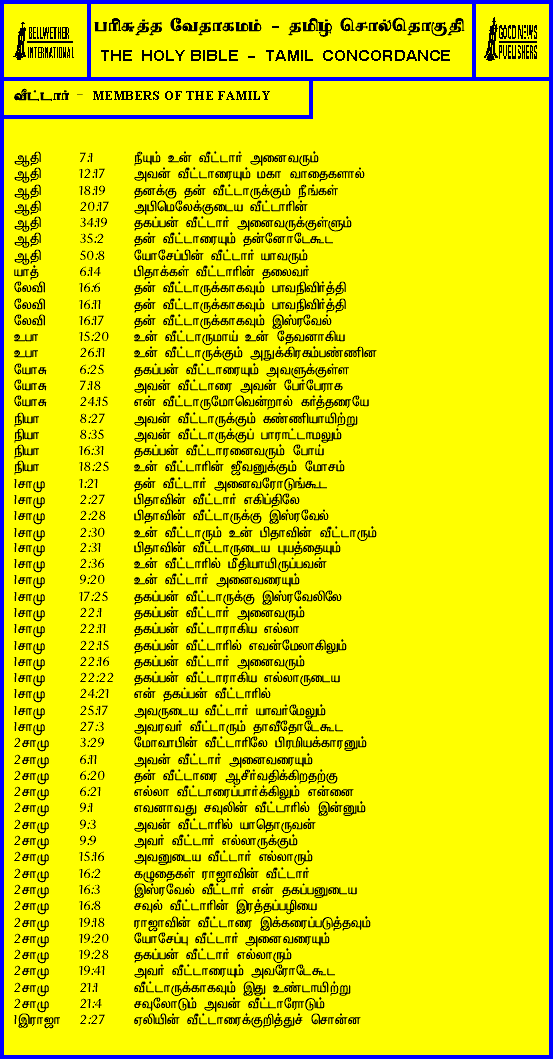 BELLWETHER
INTERNATIONAL
பரிசுத்த வேதாகமம் - தமிழ் சொல்தொகுதி
THE HOLY BIBLE - TAMIL CONCORDANCE
GOOD NEWS
PUBLISHERS
வீட்டார் - MEMBERS OF THE FAMILY
ஆதி 7:1 நீயும் உன் வீட்டார் அனைவரும்
ஆதி 12:17 அவன் வீட்டாரையும் மகா வாதைகளால்
ஆதி 18:19 தனக்கு தன் வீட்டாருக்கும் நீங்கள்
ஆதி 20:17 அபிமெலேக்குடைய வீட்டாரின்
ஆதி 34:19 தகப்பன் வீட்டார் அனைவருக்குள்ளும்
ஆதி 35:2 தன் வீட்டாரையும் தன்னோடேகூட
ஆதி 50:8 யோசேப்பின் வீட்டார் யாவரும்
யாத் 6:14 பிதாக்கள் வீட்டாரின் தலைவர்
லேவி 16:6 தன் வீட்டாருக்காகவும் பாவநிவிர்த்தி
லேவி 16:11 தன் வீட்டாருக்காகவும் பாவநிவிர்த்தி
லேவி 16:17 தன் வீட்டாருக்காகவும் இஸ்ரவேல்
உபா 15:20 உன் வீட்டாருமாய் உன் தேவனாகிய
உபா 26:11 உன் வீட்டாருக்கும் அநுக்கிரகம்பண்ணின
யோசு 6:25 தகப்பன் வீட்டாரையும் அவளுக்குள்ள
யோசு 7:18 அவன் வீட்டாரை அவன் பேர்பேராக
யோசு 24:15 என் வீட்டாருமோவென்றால் கர்த்தரையே
நியா 8:27 அவன் வீட்டாருக்கும் கண்ணியாயிற்று
நியா 8:35 அவன் வீட்டாருக்குப் பாராட்டாமலும்
நியா 16:31 தகப்பன் வீட்டாரனைவரும் போய்
நியா 18:25 உன் வீட்டாரின் ஜீவனுக்கும் மோசம்
1சாமு 1:21 தன் வீட்டார் அனைவரோடுங்கூட
1சாமு 2:27 பிதாவின் வீட்டார் எகிப்திலே
1சாமு 2:28 பிதாவின் வீட்டாருக்கு இஸ்ரவேல்
1சாமு 2:30 உன் வீட்டாரும் உன் பிதாவின் வீட்டாரும்
1சாமு 2:31 பிதாவின் வீட்டாருடைய புயத்தையும்
1சாமு 2:36 உன் வீட்டாரில் மீதியாயிருப்பவன்
1சாமு 9:20 உன் வீட்டார் அனைவரையும்
1சாமு 17:25 தகப்பன் வீட்டாருக்கு இஸ்ரவேலிலே
1சாமு 22:1 தகப்பன் வீட்டார் அனைவரும்
1சாமு 22:11 தகப்பன் வீட்டாராகிய எல்லா
1சாமு 22:15 தகப்பன் வீட்டாரில் எவன்மேலாகிலும்
1சாமு 22:16 தகப்பன் வீட்டார் அனைவரும்
1சாமு 22:22 தகப்பன் வீட்டாராகிய எல்லாருடைய
1சாமு 24:21 என் தகப்பன் வீட்டாரில்
1சாமு 25:17 அவருடைய வீட்டார் யாவர்மேலும்
1சாமு 27:3 அவரவர் வீட்டாரும் தாவீதோடேகூட
2சாமு 3:29 மோவாபின் வீட்டாரிலே பிரமியக்காரனும்
2சாமு 6:11 அவன் வீட்டார் அனைவரையும்
2சாமு 6:20 தன் வீட்டாரை ஆசீர்வதிக்கிறதற்கு
2சாமு 6:21 எல்லா வீட்டாரைப்பார்க்கிலும் என்னை
2சாமு 9:1 எவனாவது சவுலின் வீட்டாரில் இன்னும்
2சாமு 9:3 அவன் வீட்டாரில் யாதொருவன்
2சாமு 9:9 அவர் வீட்டார் எல்லாருக்கும்
2சாமு 15:16 அவனுடைய வீட்டார் எல்லாரும்
2சாமு 16:2 கழுதைகள் ராஜாவின் வீட்டார்
2சாமு 16:3 இஸ்ரவேல் வீட்டார் என் தகப்பனுடைய
2சாமு 16:8 சவுல் வீட்டாரின் இரத்தப்பழியை
2சாமு 19:18 ராஜாவின் வீட்டாரை இக்கரைப்படுத்தவும்
2சாமு 19:20 யோசேப்பு வீட்டார் அனைவரையும்
2சாமு 19:28 தகப்பன் வீட்டார் எல்லாரும்
2சாமு 19:41 அவர் வீட்டாரையும் அவரோடேகூட
2சாமு 21:1 வீட்டாருக்காகவும் இது உண்டாயிற்று
2சாமு 21:4 சவுலோடும் அவன் வீட்டாரோடும்
1இராஜா 2:27 ஏலியின் வீட்டாரைக்குறித்துச் சொன்ன